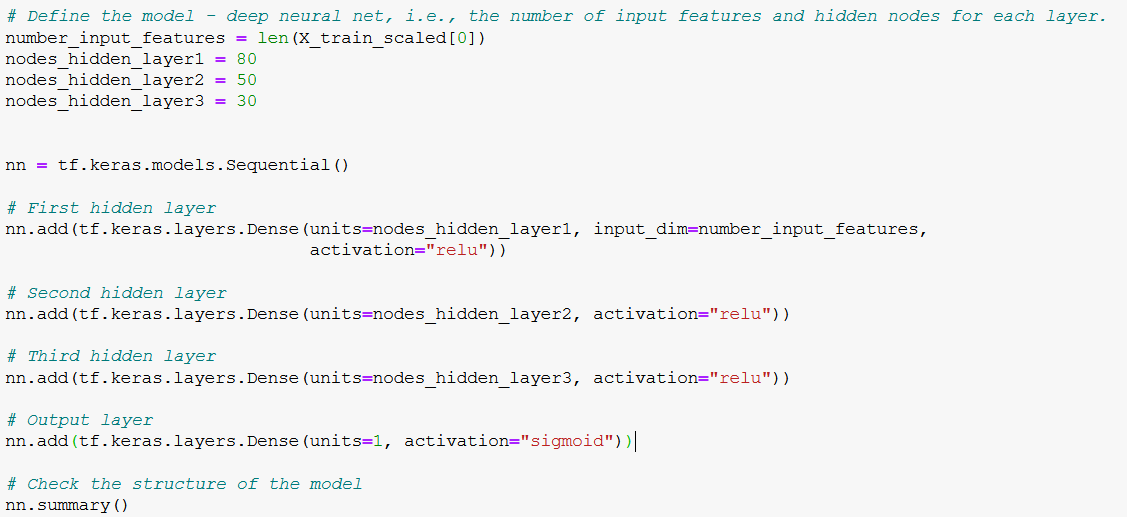 # Define the model - deep neural net, i.e., the number of input features and hidden nodes for each layer.
number_input_features = len(X_train_scaled[0])
nodes_hidden_layer1 = 80
nodes_hidden_layer2 = 50
nodes_hidden_layer3 = 30
nn = tf.keras.models.Sequential()
# First hidden layer
nn.add(tf.keras.layers.Dense(units=nodes_hidden_layer1, input_dim=number_input_features,
activation="relu"))
# Second hidden layer
nn.add(tf.keras.layers.Dense(units=nodes_hidden_layer2, activation="relu"))
# Third hidden layer
nn.add(tf.keras.layers.Dense(units=nodes_hidden_layer3, activation="relu"))
# Output layer
nn.add(tf.keras.layers.Dense(units=1, activation="sigmoid"))
# Check the structure of the model
nn.summary()